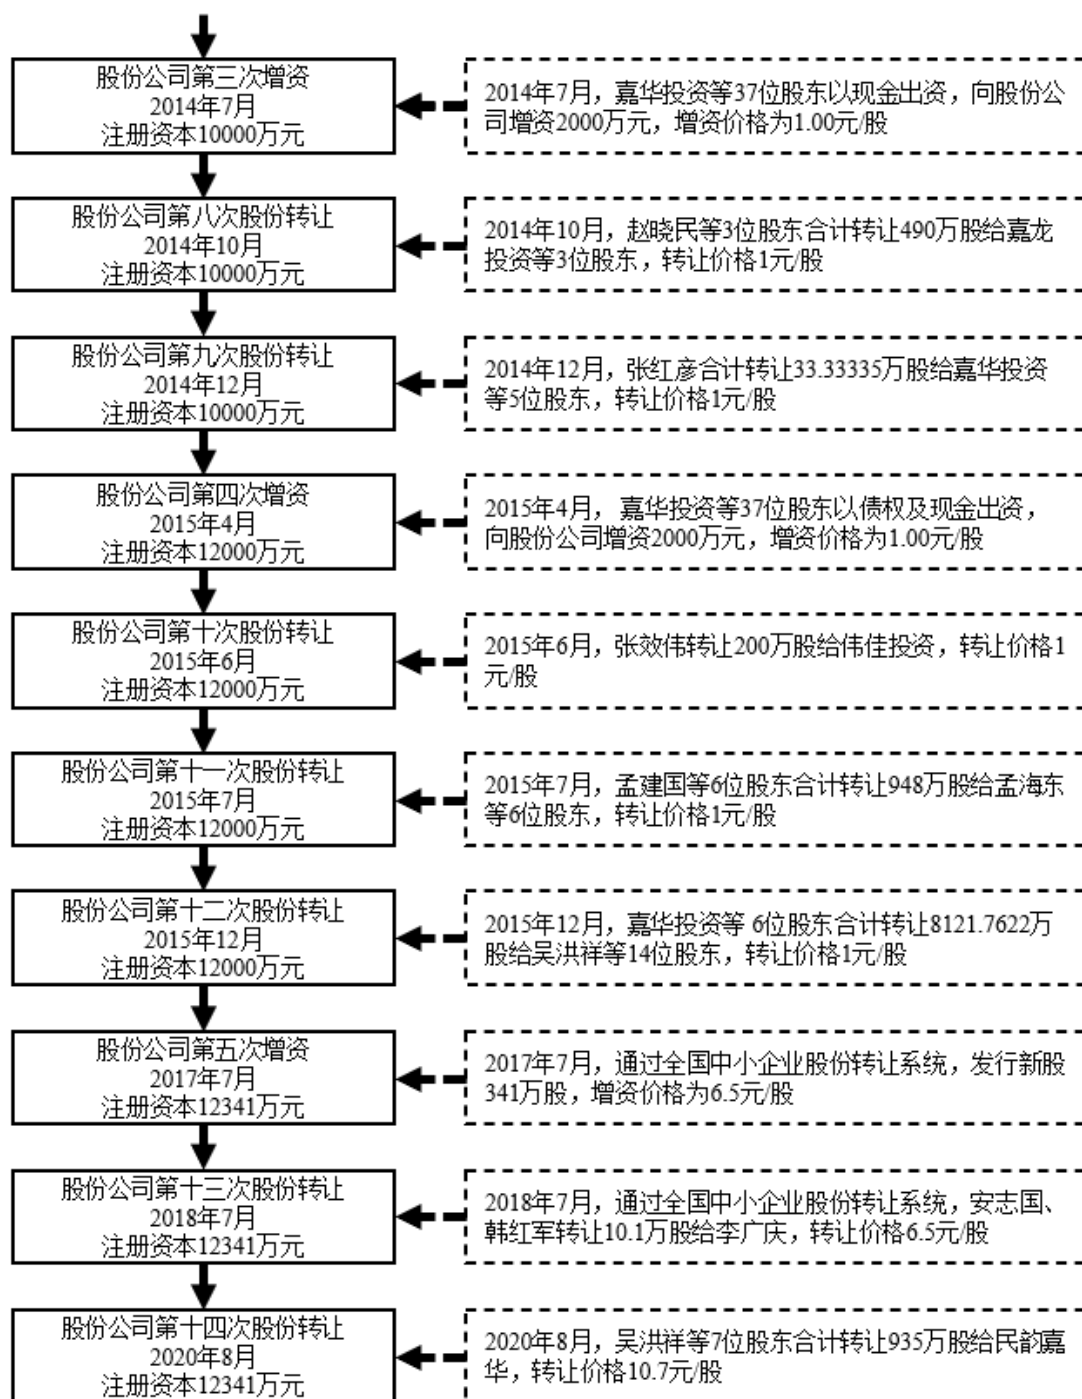 股份公司第三次增资
2014年7月
注册资本10000万元
2014年7月，嘉华投资等37位股东以现金出资，向股份公
司增资2000万元，增资价格为1.00元/股
股份公司第八次股份转让
2014年10月
注册资本10000万元
2014年10月，赵晓民等3位股东合计转让490万股给嘉龙
投资等3位股东，转让价格1元/股
股份公司第九次股份转让
2014年12月
注册资本10000万元
2014年12月，张红彦合计转让33.33335万股给嘉华投资
等5位股东，转让价格1元/股
股份公司第四次增资
2015年4月
注册资本12000万元
2015年4月， 嘉华投资等37位股东以债权及现金出资，
向股份公司增资2000万元，增资价格为1.00元/股
股份公司第十次股份转让
2015年6月
注册资本12000万元
2015年6月，张效伟转让200万股给伟佳投资，转让价格1
元/股
股份公司第十一次股份转让
2015年7月
注册资本12000万元
2015年7月，孟建国等6位股东合计转让948万股给孟海东
等6位股东，转让价格1元/股
股份公司第十二次股份转让
2015年12月
注册资本12000万元
2015年12月，嘉华投资等 6位股东合计转让8121.7622万
股给吴洪祥等14位股东，转让价格1元/股
股份公司第五次增资
2017年7月
注册资本12341万元
2017年7月，通过全国中小企业股份转让系统，发行新股
341万股，增资价格为6.5元/股
股份公司第十三次股份转让
2018年7月
注册资本12341万元
2018年7月，通过全国中小企业股份转让系统，安志国、
韩红军转让10.1万股给李广庆，转让价格6.5元/股
股份公司第十四次股份转让
2020年8月
注册资本12341万元
2020年8月，吴洪祥等7位股东合计转让935万股给民韵嘉
华，转让价格10.7元/股